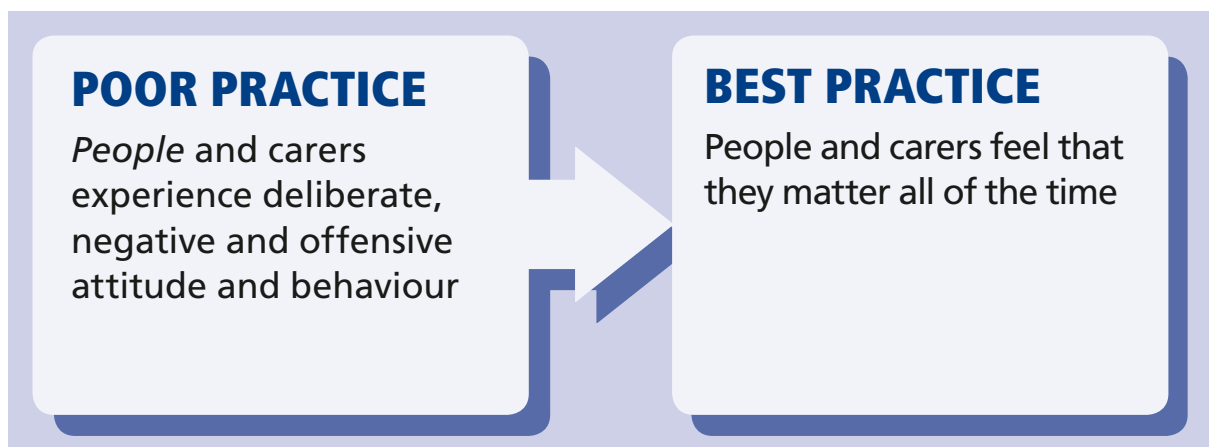 POOR PRACTICE
People and carers
experience deliberate,
negative and offensive
attitude and behaviour
BEST PRACTICE
People and carers feel that
they matter all of the time